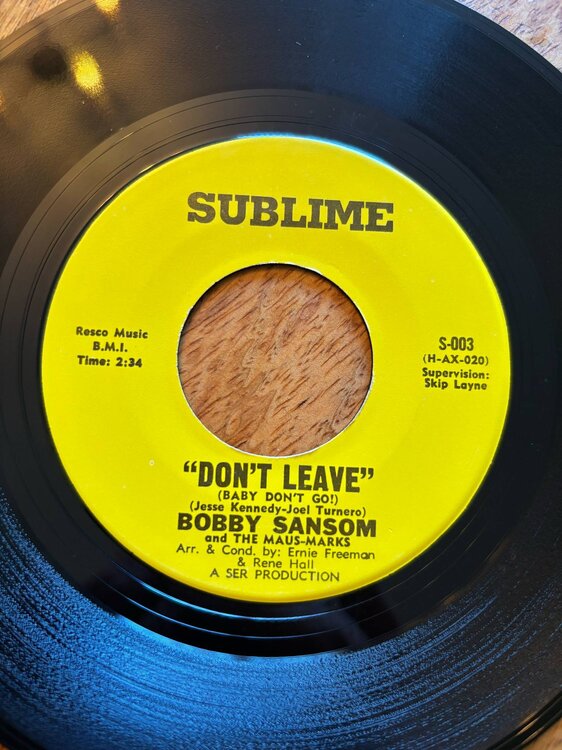 SUBLIME
Resco Music
B.M.I.
Time: 2:34
S-003
(H-AX-020)
Supervision:
Skip Layne
"DON'T LEAVE"
(BABY DON'T GO!)
(Jesse Kennedy-Joel Turnero)
BOBBY SANSOM
and THE MAUS-MARKS
Arr. & Cond. by: Ernie Freeman
& Rene Hall
A SER PRODUCTION